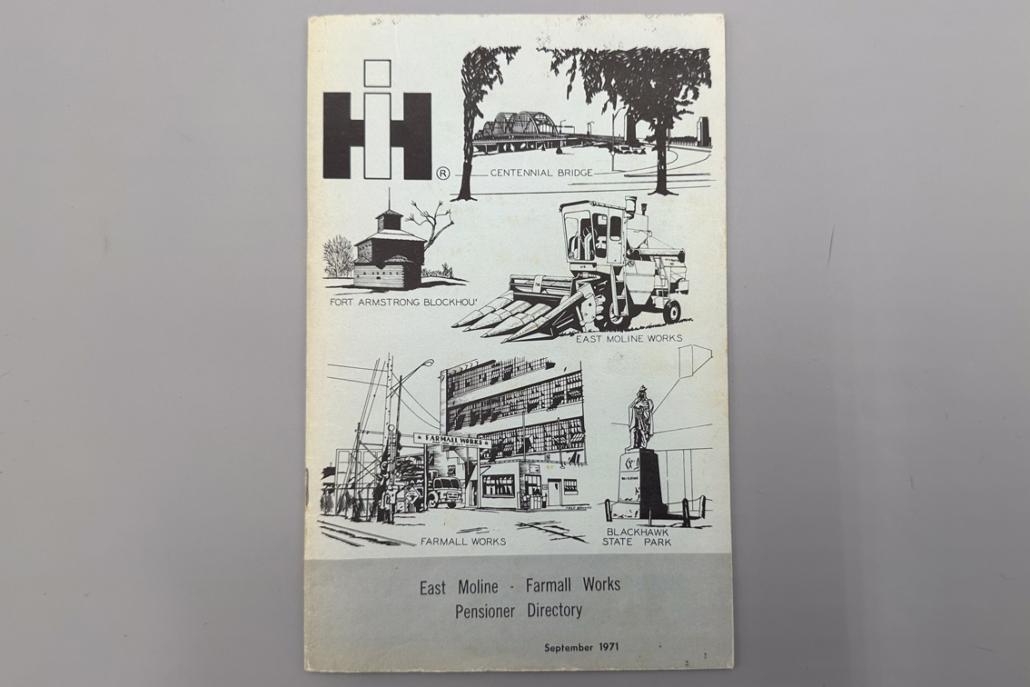 IH
®
CENTENNIAL BRIDGE
FORT ARMSTRONG BLOCKHOU'
EAST MOLINE WORKS
FARMALL WORKS
FARMALL WORKS
BLACKHAWK
STATE PARK
East Moline - Farmall Works
Pensioner Directory
September 1971